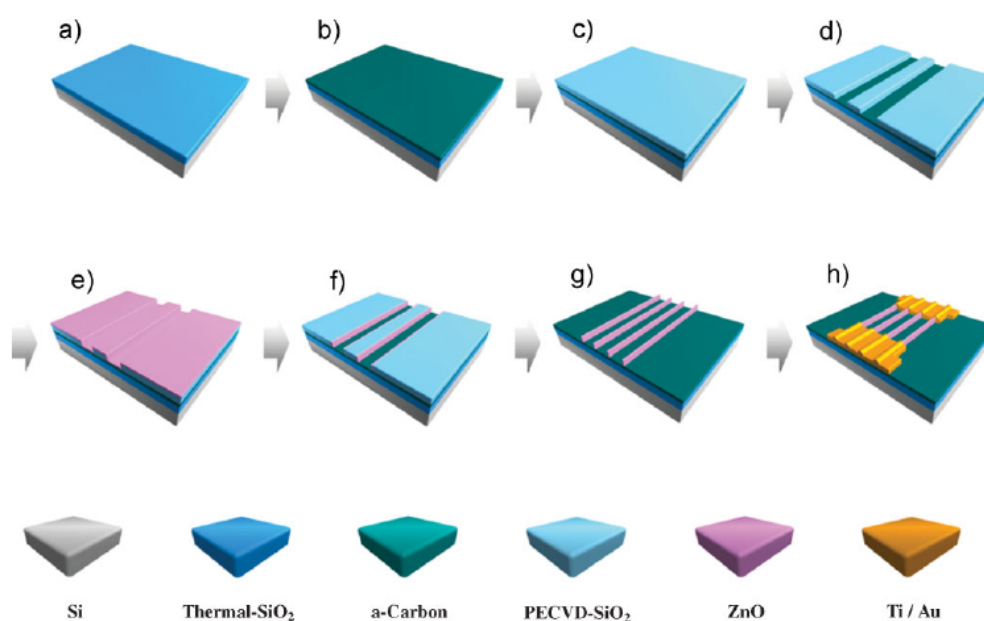 a)
b)
c)
d)
e)
f)
g)
h)
Si
Thermal-SiO₂
a-Carbon
PECVD-SiO₂
ZnO
Ti / Au